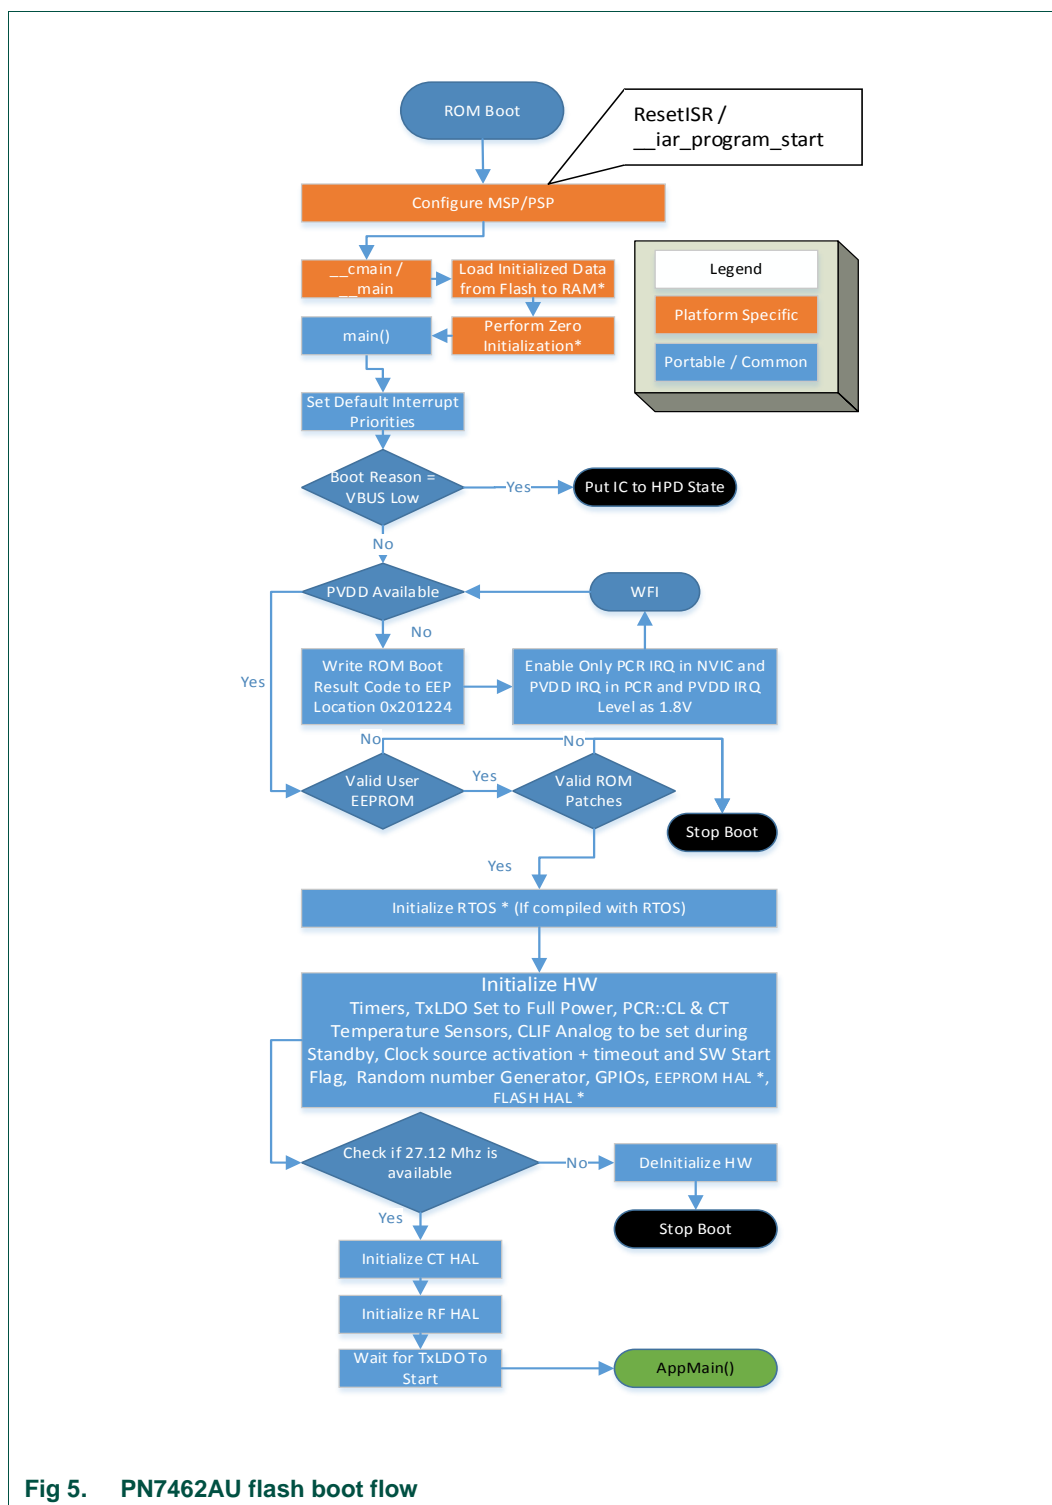 ROM Boot
ResetISR /
__iar_program_start
Configure MSP/PSP
__cmain /
__main
Load Initialized Data
from Flash to RAM*
Legend
Platform Specific
Portable / Common
main()
Perform Zero
Initialization*
Set Default Interrupt
Priorities
Boot Reason =
VBUS Low
Yes
Put IC to HPD State
No
PVDD Available
WFI
No
Yes
Write ROM Boot
Result Code to EEP
Location 0x201224
Enable Only PCR IRQ in NVIC and
PVDD IRQ in PCR and PVDD IRQ
Level as 1.8V
No
No
Valid User
EEPROM
Yes
Valid ROM
Patches
Stop Boot
Yes
Initialize RTOS * (If compiled with RTOS)
Initialize HW
Timers, TxLDO Set to Full Power, PCR::CL & CT
Temperature Sensors, CLIF Analog to be set during
Standby, Clock source activation + timeout and SW Start
Flag, Random number Generator, GPIOs, EEPROM HAL *,
FLASH HAL *
Check if 27.12 Mhz is
available
No
DeInitialize HW
Yes
Stop Boot
Initialize CT HAL
Initialize RF HAL
Wait for TxLDO To
Start
AppMain()
Fig 5. PN7462AU flash boot flow